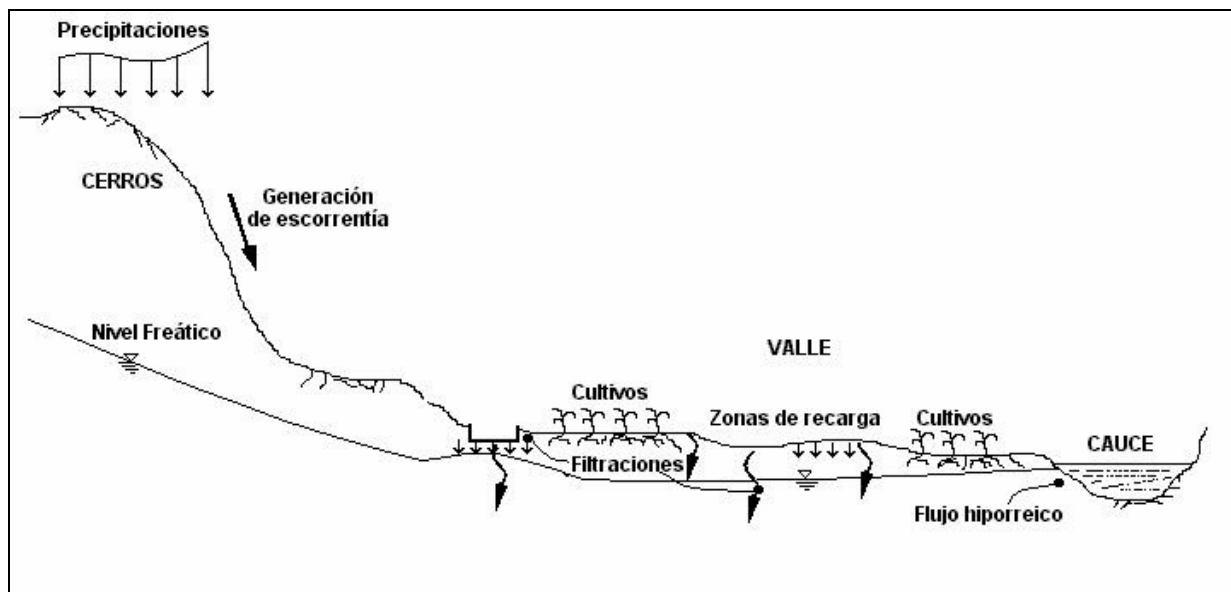 Precipitaciones
CERROS
Generación
de escorrentía
Nivel Freático
VALLE
Cultivos
Zonas de recarga
Cultivos
CAUCE
Filtraciones
Flujo hiporreico